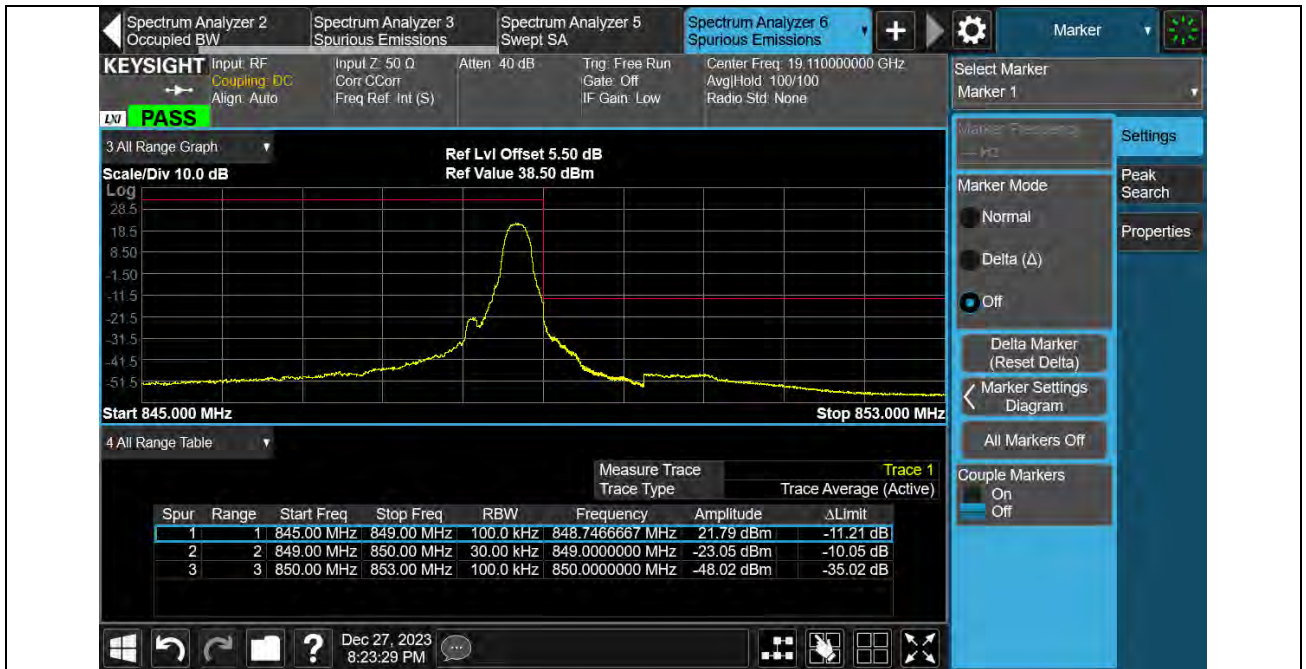 Spectrum Analyzer 2
Occupied BW
Spectrum Analyzer 3
Spurious Emissions
Spectrum Analyzer 5
Swept SA
Spectrum Analyzer 6
Spurious Emissions
Marker
KEYSIGHT
Input: RF
Coupling: DC
Align: Auto
Input Z: 50 Ω
Corr CCorr
Freq Ref: Int (S)
Atten: 40 dB
Trig: Free Run
Gate: Off
IF Gain: Low
Center Freq: 19.110000000 GHz
Avg|Hold: 100/100
Radio Std: None
LXI PASS
Select Marker
Marker 1
Marker Frequency
--- Hz
Settings
Peak
Search
Properties
Marker Mode
Normal
Delta (Δ)
Off
Delta Marker
(Reset Delta)
Marker Settings
Diagram
All Markers Off
Couple Markers
On
Off
3 All Range Graph
Scale/Div 10.0 dB
Ref Lvl Offset 5.50 dB
Ref Value 38.50 dBm
Log
28.5
18.5
8.50
-1.50
-11.5
-21.5
-31.5
-41.5
-51.5
Start 845.000 MHz
Stop 853.000 MHz
4 All Range Table
Measure Trace Trace 1
Trace Type Trace Average (Active)
Spur Range Start Freq Stop Freq RBW Frequency Amplitude ΔLimit
1 1 845.00 MHz 849.00 MHz 100.0 kHz 848.7466667 MHz 21.79 dBm -11.21 dB
2 2 849.00 MHz 850.00 MHz 30.00 kHz 849.0000000 MHz -23.05 dBm -10.05 dB
3 3 850.00 MHz 853.00 MHz 100.0 kHz 850.0000000 MHz -48.02 dBm -35.02 dB
Dec 27, 2023
8:23:29 PM